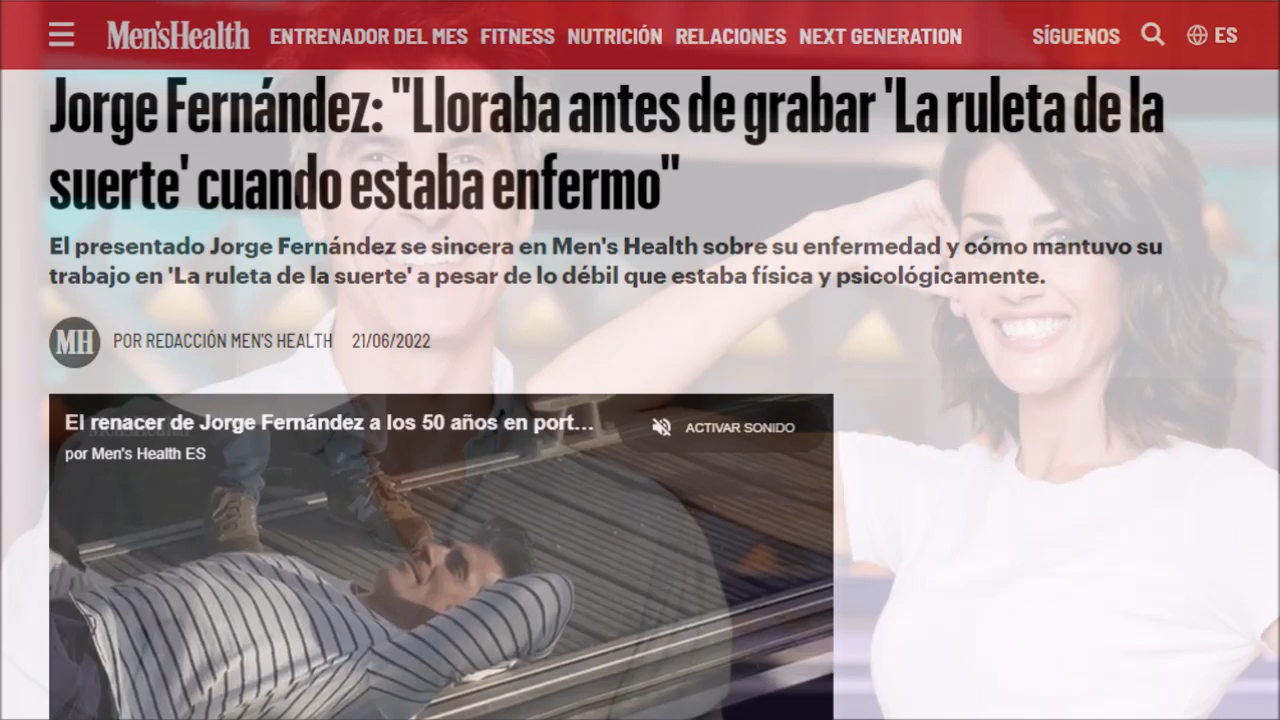 Men'sHealth ENTRENADOR DEL MES FITNESS NUTRICIÓN RELACIONES NEXT GENERATION SÍGUENOS ES
Jorge Fernández: "Lloraba antes de grabar 'La ruleta de la
suerte' cuando estaba enfermo"
El presentado Jorge Fernández se sincera en Men's Health sobre su enfermedad y cómo mantuvo su
trabajo en 'La ruleta de la suerte' a pesar de lo débil que estaba física y psicológicamente.
MH POR REDACCIÓN MEN'S HEALTH 21/06/2022
El renacer de Jorge Fernández a los 50 años en port...
ACTIVAR SONIDO
por Men's Health ES